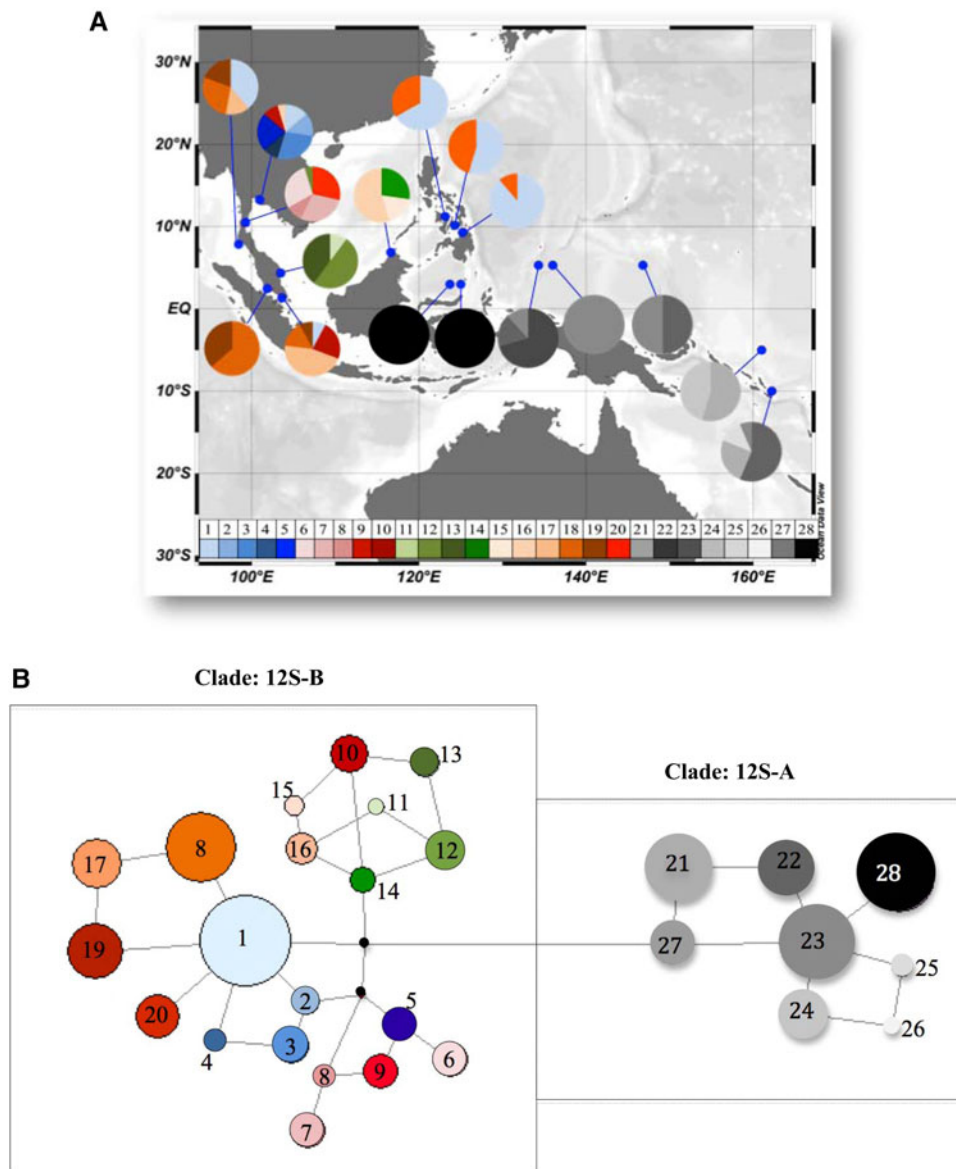 A
30°N
20°N
10°N
EQ
10°S
20°S
30°S
1 2 3 4 5 6 7 8 9 10 11 12 13 14 15 16 17 18 19 20 21 22 23 24 25 26 27 28
Ocean Data View
100°E 120°E 140°E 160°E
B
Clade: 12S-B
Clade: 12S-A
10
13
15
11
8
16
12
17
14
21
22
28
1
19
27
23
25
2
5
20
24
26
4
3
6
8
9
7